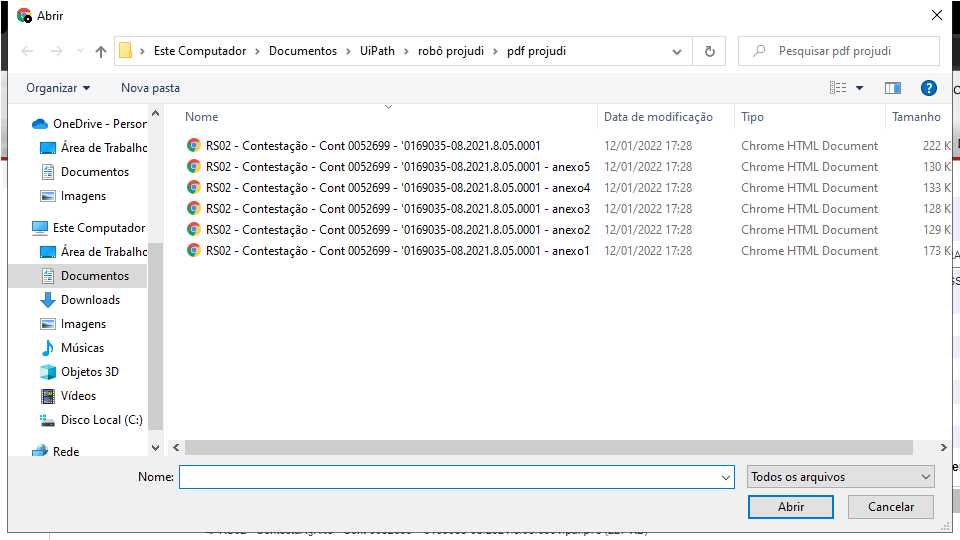 Abrir
Este Computador > Documentos > UiPath > robô projudi > pdf projudi
Pesquisar pdf projudi
Organizar
Nova pasta
OneDrive - Person
Área de Trabalho
Documentos
Imagens
Este Computador
Área de Trabalho
Documentos
Downloads
Imagens
Músicas
Objetos 3D
Vídeos
Disco Local (C:)
Rede
Nome Data de modificação Tipo Tamanho
RS02 - Contestação - Cont 0052699 - '0169035-08.2021.8.05.0001 12/01/2022 17:28 Chrome HTML Document 222 K
RS02 - Contestação - Cont 0052699 - '0169035-08.2021.8.05.0001 - anexo5 12/01/2022 17:28 Chrome HTML Document 130 K
RS02 - Contestação - Cont 0052699 - '0169035-08.2021.8.05.0001 - anexo4 12/01/2022 17:28 Chrome HTML Document 133 K
RS02 - Contestação - Cont 0052699 - '0169035-08.2021.8.05.0001 - anexo3 12/01/2022 17:28 Chrome HTML Document 128 K
RS02 - Contestação - Cont 0052699 - '0169035-08.2021.8.05.0001 - anexo2 12/01/2022 17:28 Chrome HTML Document 129 K
RS02 - Contestação - Cont 0052699 - '0169035-08.2021.8.05.0001 - anexo1 12/01/2022 17:28 Chrome HTML Document 173 K
Nome:
Todos os arquivos
Abrir
Cancelar